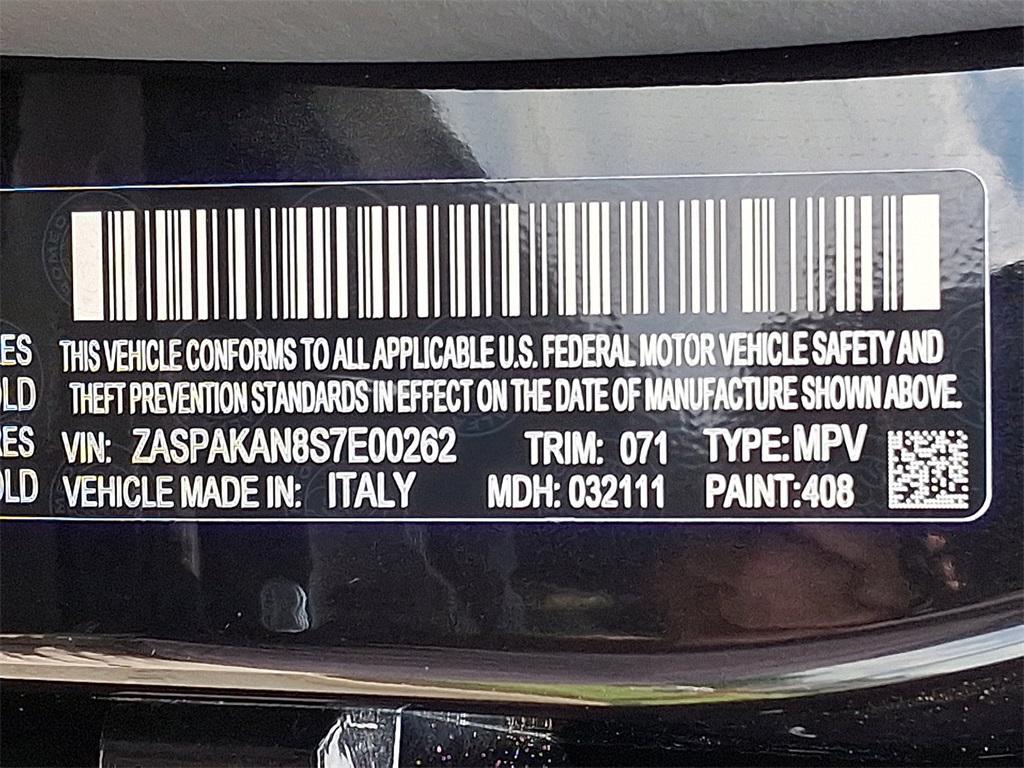 ES THIS VEHICLE CONFORMS TO ALL APPLICABLE U.S. FEDERAL MOTOR VEHICLE SAFETY AND
OLD THEFT PREVENTION STANDARDS IN EFFECT ON THE DATE OF MANUFACTURE SHOWN ABOVE.
RES VIN: ZASPAKAN8S7E00262 TRIM: 071 TYPE: MPV
OLD VEHICLE MADE IN: ITALY MDH: 032111 PAINT:408